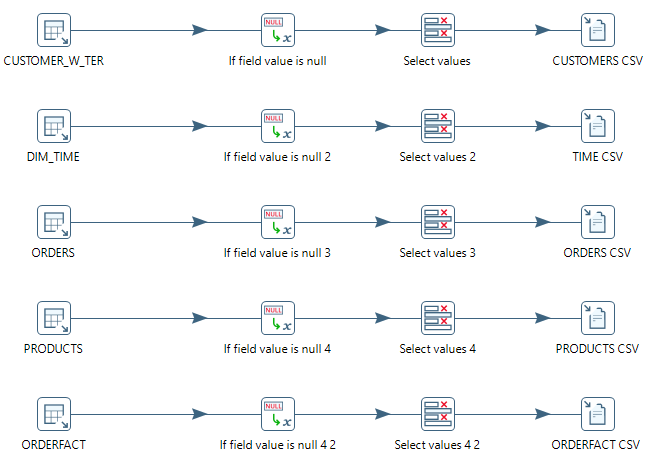 NULL
x
CUSTOMER_W_TER
If field value is null
Select values
CUSTOMERS CSV
NULL
x
DIM_TIME
If field value is null 2
Select values 2
TIME CSV
NULL
x
ORDERS
If field value is null 3
Select values 3
ORDERS CSV
NULL
x
PRODUCTS
If field value is null 4
Select values 4
PRODUCTS CSV
NULL
x
ORDERFACT
If field value is null 4 2
Select values 4 2
ORDERFACT CSV